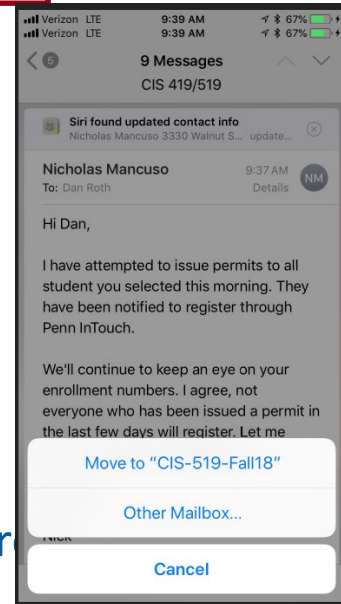 Verizon LTE 9:39 AM 67%
Verizon LTE 9:39 AM 67%
5 9 Messages
CIS 419/519
Siri found updated contact info
Nicholas Mancuso 3330 Walnut S... update...
Nicholas Mancuso 9:37 AM NM
To: Dan Roth Details
Hi Dan,
I have attempted to issue permits to all
student you selected this morning. They
have been notified to register through
Penn InTouch.
We'll continue to keep an eye on your
enrollment numbers. I agree, not
everyone who has been issued a permit in
the last few days will register. Let me
Move to "CIS-519-Fall18"
Other Mailbox...
Nick
Cancel